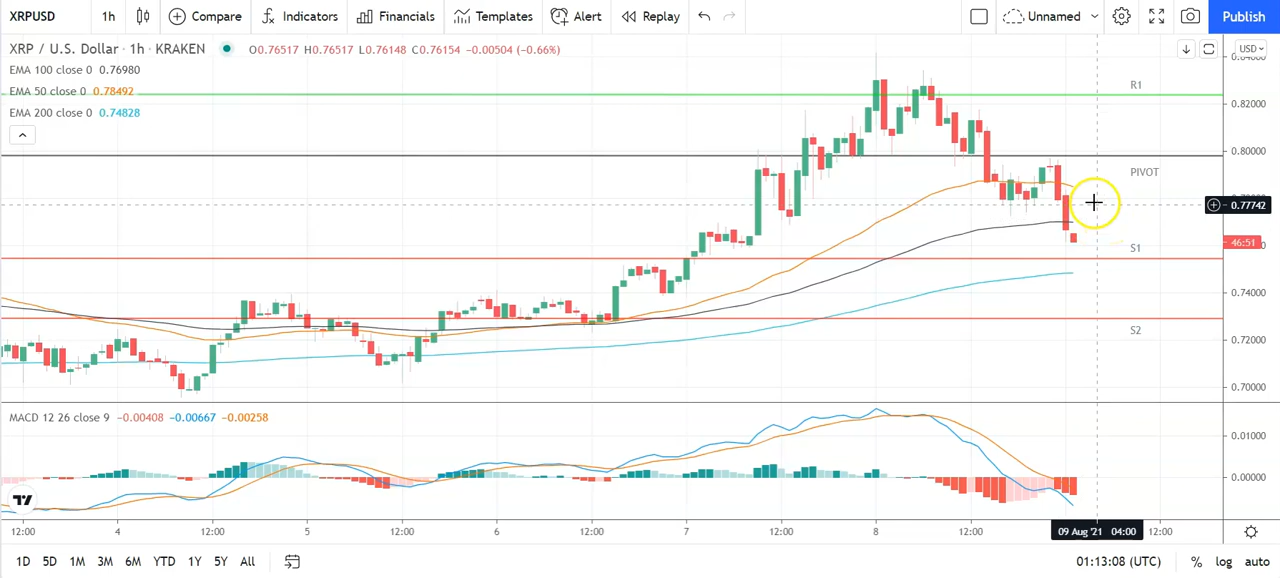 XRPUSD 1h Compare Indicators Financials Templates Alert Replay Unnamed Publish
XRP / U.S. Dollar · 1h · KRAKEN O0.76517 H0.76517 L0.76148 C0.76154 −0.00504 (−0.66%) USD
EMA 100 close 0 0.76980
EMA 50 close 0 0.78492
R1
EMA 200 close 0 0.74828
0.82000
0.80000
PIVOT
0.77742
46:51
S1
0.74000
S2
0.72000
0.70000
MACD 12 26 close 9 −0.00408 −0.00667 −0.00258
0.01000
0.00000
12:00 4 12:00 5 12:00 6 12:00 7 12:00 8 12:00 09 Aug '21 04:00 12:00
1D 5D 1M 3M 6M YTD 1Y 5Y All 01:13:08 (UTC) % log auto